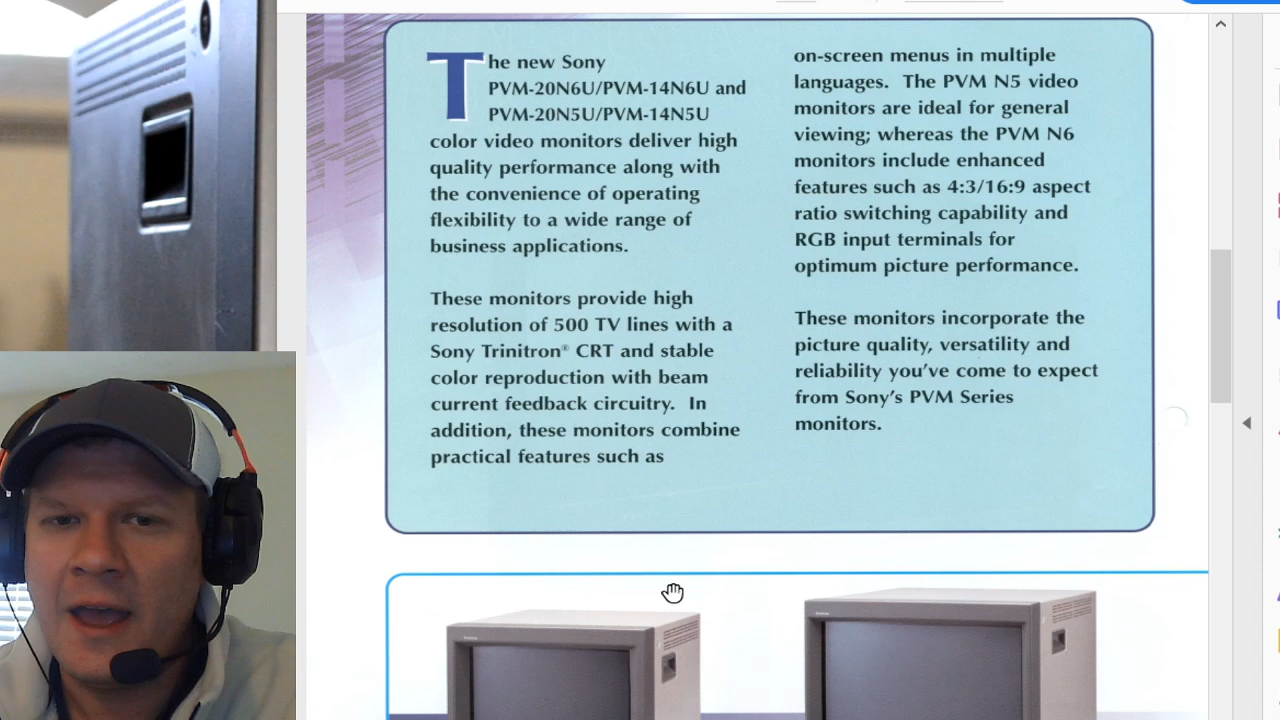 The new Sony
PVM-20N6U/PVM-14N6U and
PVM-20N5U/PVM-14N5U
color video monitors deliver high
quality performance along with
the convenience of operating
flexibility to a wide range of
business applications.
These monitors provide high
resolution of 500 TV lines with a
Sony Trinitron® CRT and stable
color reproduction with beam
current feedback circuitry. In
addition, these monitors combine
practical features such as
on-screen menus in multiple
languages. The PVM N5 video
monitors are ideal for general
viewing; whereas the PVM N6
monitors include enhanced
features such as 4:3/16:9 aspect
ratio switching capability and
RGB input terminals for
optimum picture performance.
These monitors incorporate the
picture quality, versatility and
reliability you've come to expect
from Sony's PVM Series
monitors.